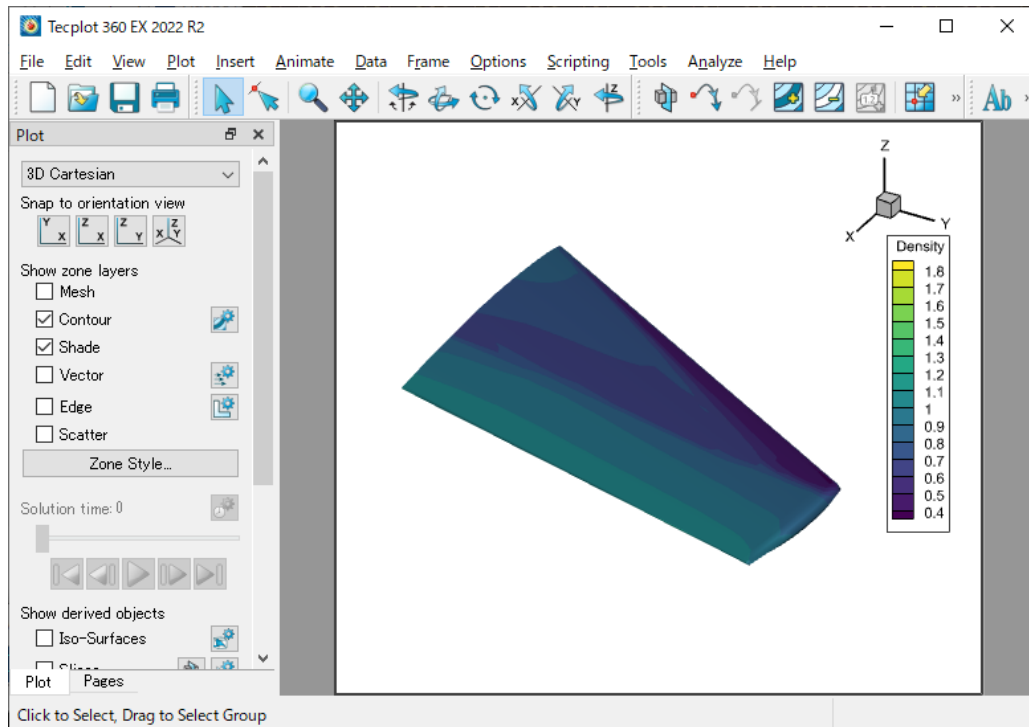 Tecplot 360 EX 2022 R2
File Edit View Plot Insert Animate Data Frame Options Scripting Tools Analyze Help
Ab
Plot
3D Cartesian
Snap to orientation view
Y X Z X Z Y X Z Y
Show zone layers
Mesh
Contour
Shade
Vector
Edge
Scatter
Zone Style...
Solution time: 0
Show derived objects
Iso-Surfaces
Plot Pages
Click to Select, Drag to Select Group
Z
X
Y
Density
1.8
1.7
1.6
1.5
1.4
1.3
1.2
1.1
1
0.9
0.8
0.7
0.6
0.5
0.4